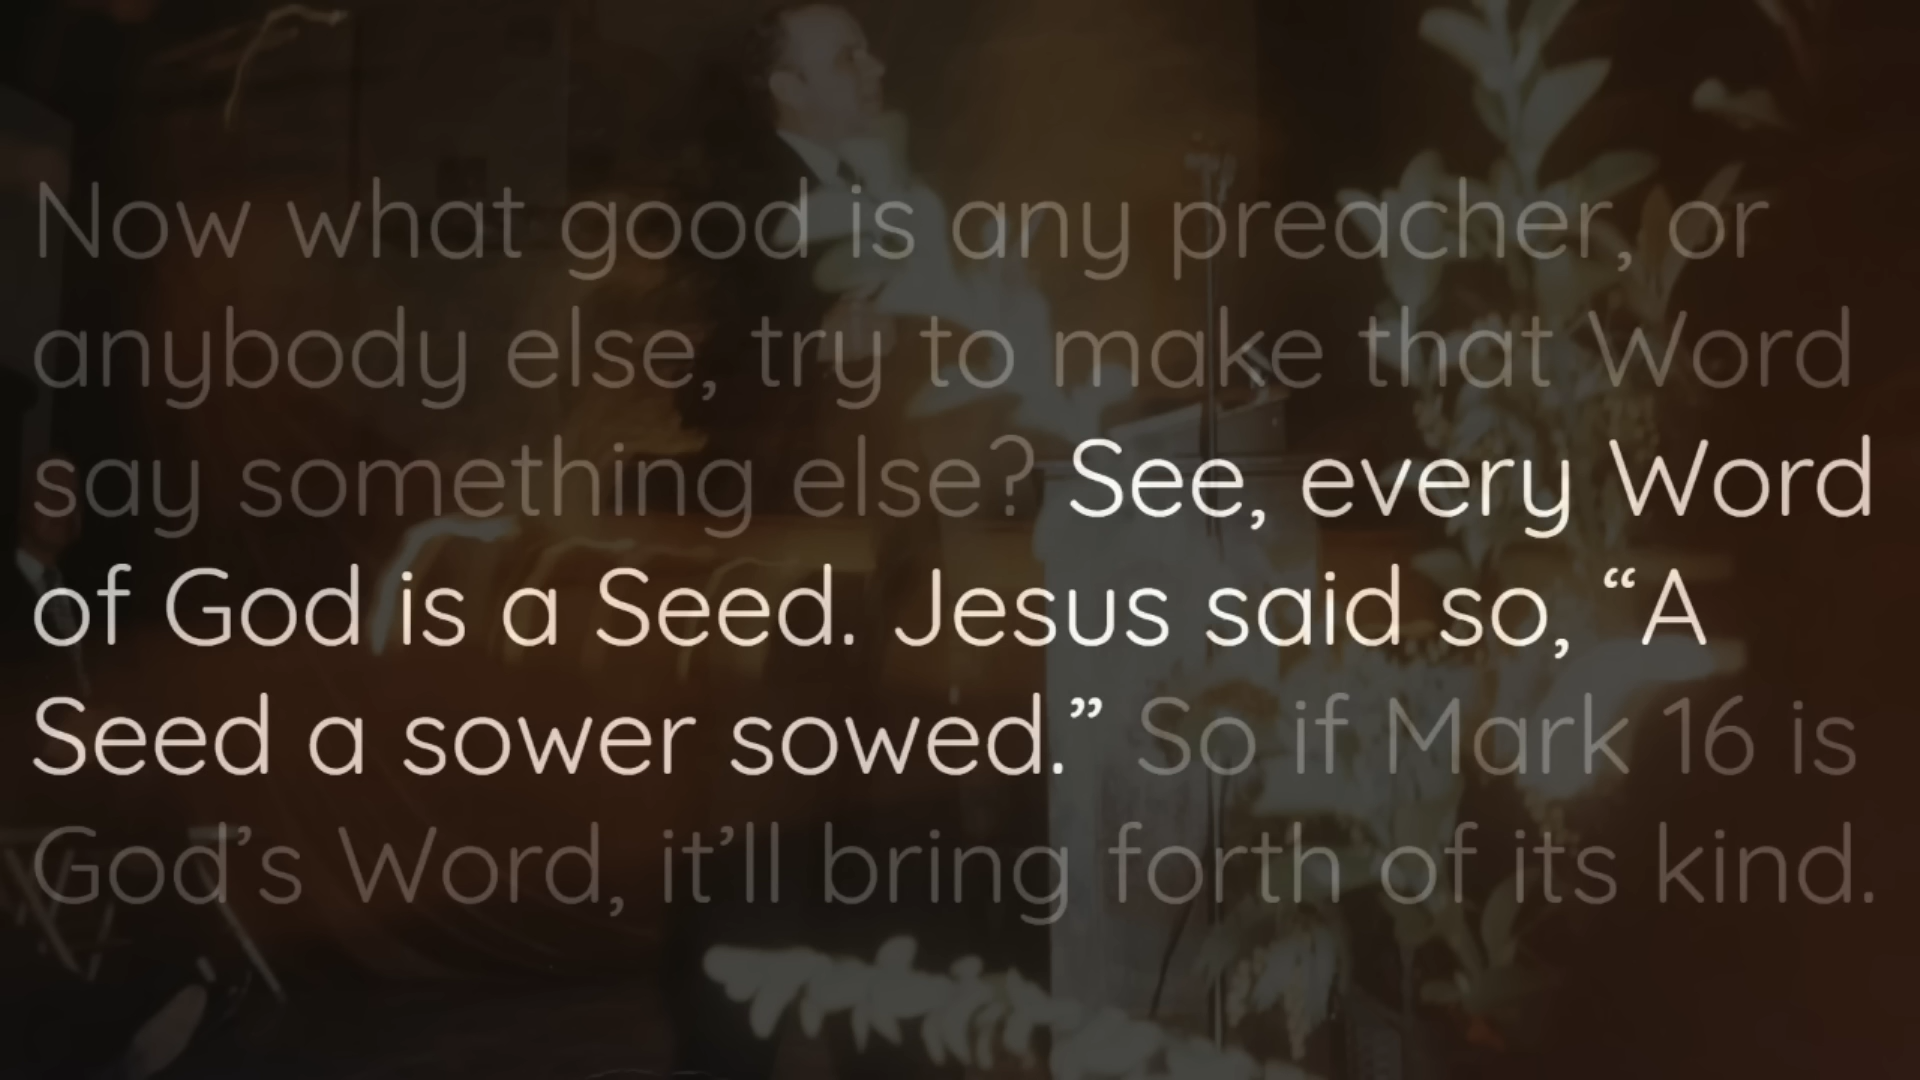 Now what good is any preacher, or
anybody else, try to make that Word
say something else? See, every Word
of God is a Seed. Jesus said so, “A
Seed a sower sowed.” So if Mark 16 is
God’s Word, it’ll bring forth of its kind.